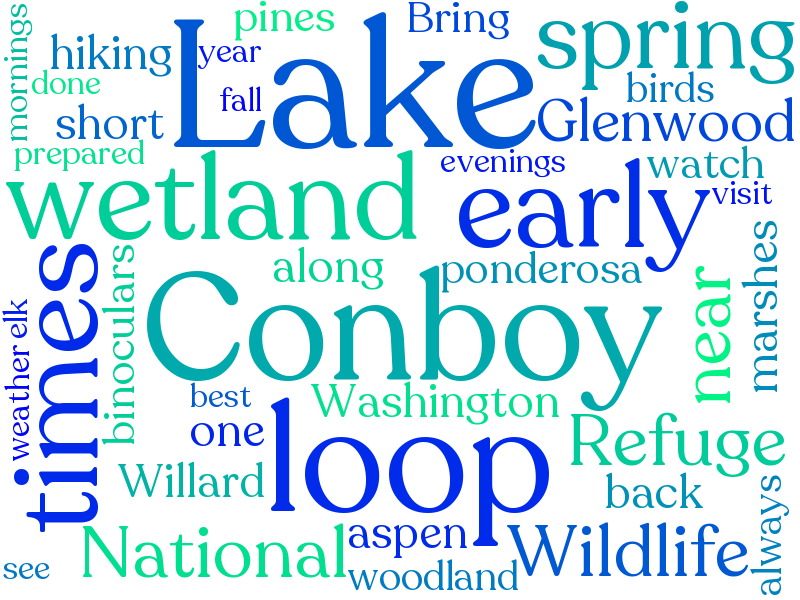 mornings
pines
Bring
Lake
spring
hiking
year
done
fall
birds
short
Glenwood
prepared
evenings
watch
wetland
early
visit
along
ponderosa
marshes
times
binoculars
Conboy
near
elk
weather
best
Washington
one
loop
Refuge
Willard
back
always
National
aspen
Wildlife
see
woodland